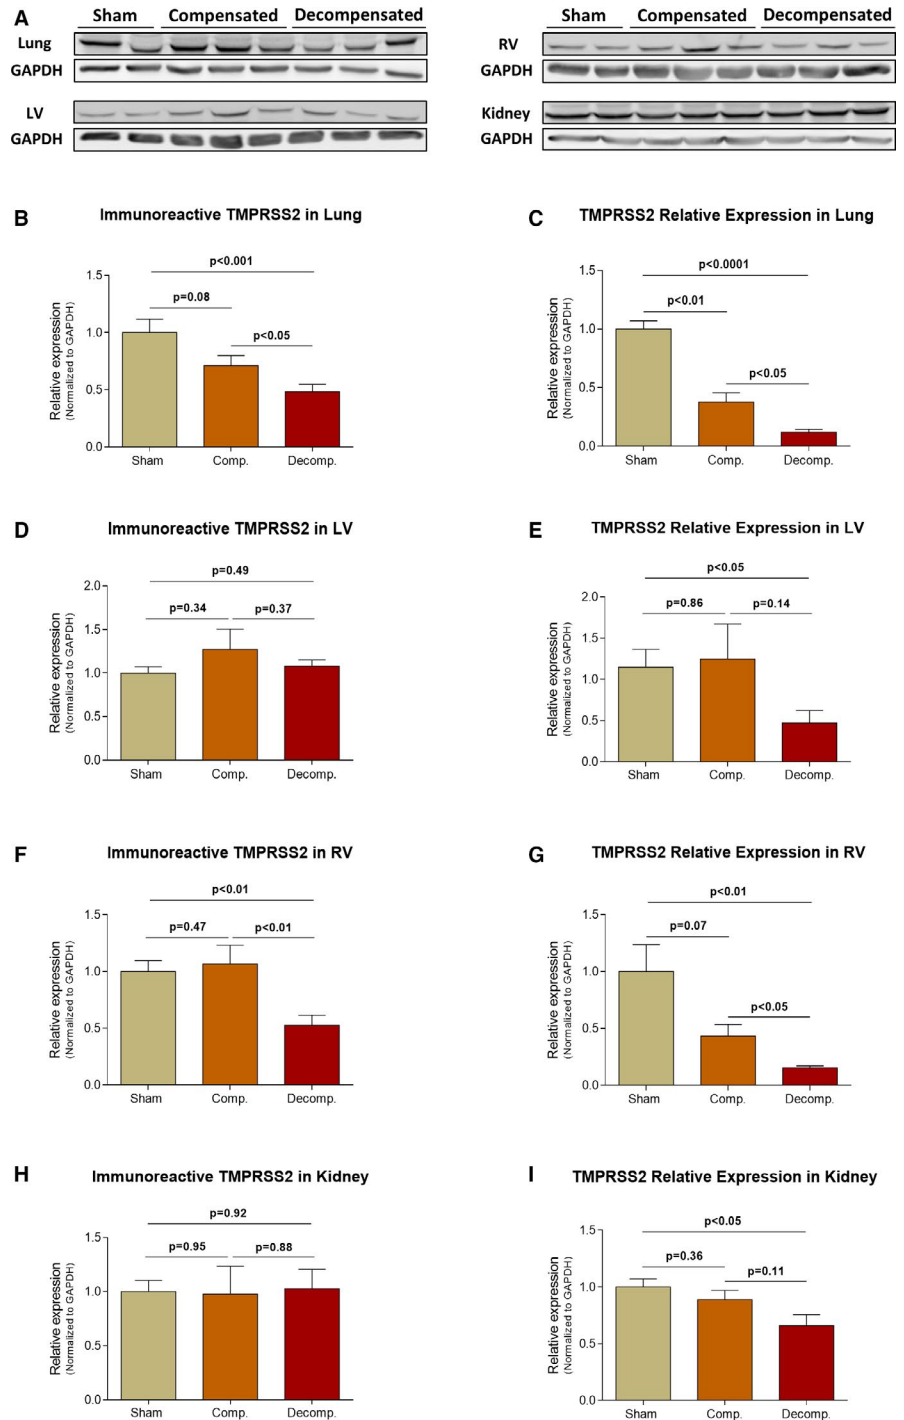 A
Sham Compensated Decompensated
Lung
GAPDH
LV
GAPDH
Sham Compensated Decompensated
RV
GAPDH
Kidney
GAPDH
B
Immunoreactive TMPRSS2 in Lung
Relative expression
(Normalized to GAPDH)
p<0.001
p=0.08
p<0.05
1.5
1.0
0.5
0.0
Sham Comp. Decomp.
C
TMPRSS2 Relative Expression in Lung
Relative expression
(Normalized to GAPDH)
p<0.0001
p<0.01
p<0.05
1.5
1.0
0.5
0.0
Sham Comp. Decomp.
D
Immunoreactive TMPRSS2 in LV
Relative expression
(Normalized to GAPDH)
p=0.49
p=0.34 p=0.37
2.0
1.5
1.0
0.5
0.0
Sham Comp. Decomp.
E
TMPRSS2 Relative Expression in LV
Relative expression
(Normalized to GAPDH)
p<0.05
p=0.86 p=0.14
2.0
1.5
1.0
0.5
0.0
Sham Comp. Decomp.
F
Immunoreactive TMPRSS2 in RV
Relative expression
(Normalized to GAPDH)
p<0.01
p=0.47 p<0.01
1.5
1.0
0.5
0.0
Sham Comp. Decomp.
G
TMPRSS2 Relative Expression in RV
Relative expression
(Normalized to GAPDH)
p<0.01
p=0.07
p<0.05
1.5
1.0
0.5
0.0
Sham Comp. Decomp.
H
Immunoreactive TMPRSS2 in Kidney
Relative expression
(Normalized to GAPDH)
p=0.92
p=0.95 p=0.88
1.5
1.0
0.5
0.0
Sham Comp. Decomp.
I
TMPRSS2 Relative Expression in Kidney
Relative expression
(Normalized to GAPDH)
p<0.05
p=0.36
p=0.11
1.5
1.0
0.5
0.0
Sham Comp. Decomp.